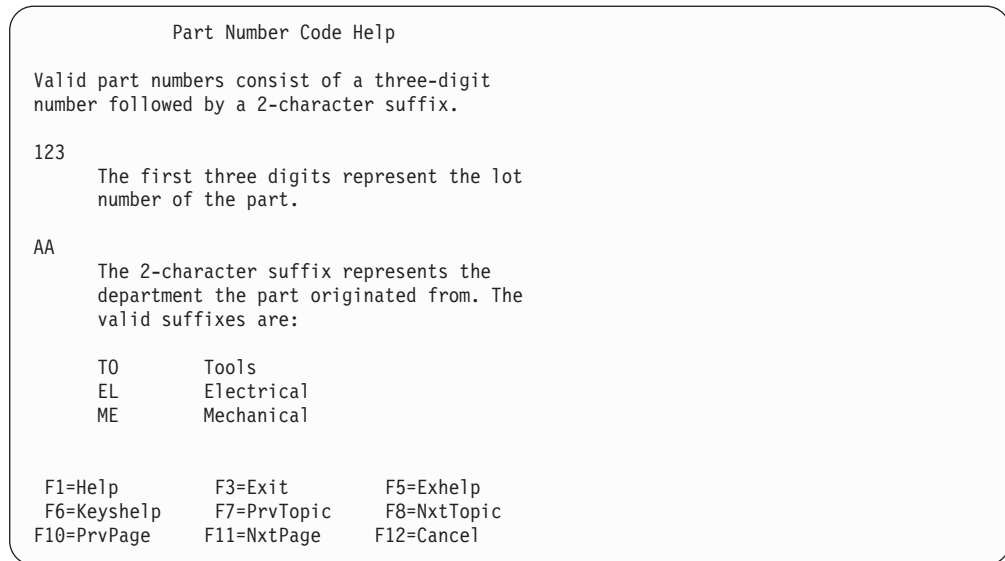 Part Number Code Help
Valid part numbers consist of a three-digit
number followed by a 2-character suffix.
123
The first three digits represent the lot
number of the part.
AA
The 2-character suffix represents the
department the part originated from. The
valid suffixes are:
TO Tools
EL Electrical
ME Mechanical
F1=Help F3=Exit F5=Exhelp
F6=Keyshelp F7=PrvTopic F8=NxtTopic
F10=PrvPage F11=NxtPage F12=Cancel